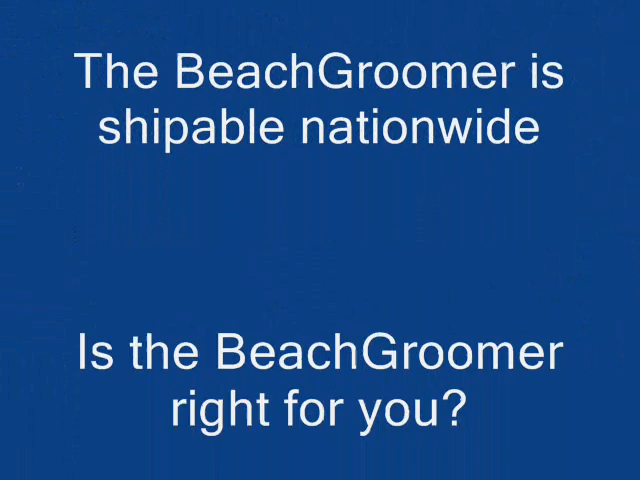 The BeachGroomer is
shipable nationwide
Is the BeachGroomer
right for you?